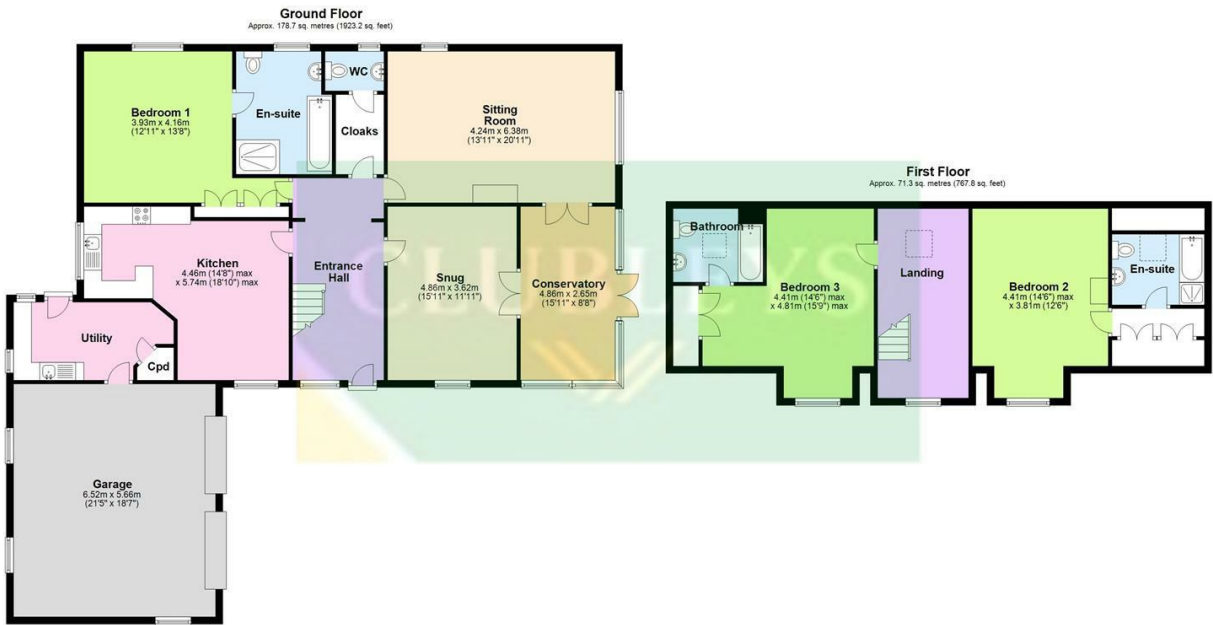 Ground Floor
Approx. 178.7 sq. metres (1923.2 sq. feet)
Bedroom 1
3.93m x 4.16m
(12'11" x 13'8")
En-suite
WC
Cloaks
Sitting
Room
4.24m x 6.38m
(13'11" x 20'11")
Kitchen
4.46m (14'8") max
x 5.74m (18'10") max
Entrance
Hall
Snug
4.86m x 3.62m
(15'11" x 11'11")
Conservatory
4.86m x 2.65m
(15'11" x 8'8")
Utility
Cpd
Garage
6.52m x 5.66m
(21'5" x 18'7")
CLUBLEYS
First Floor
Approx. 71.3 sq. metres (767.8 sq. feet)
Bathroom
Bedroom 3
4.41m (14'6") max
x 4.81m (15'9") max
Landing
Bedroom 2
4.41m (14'6") max
x 3.81m (12'6")
En-suite